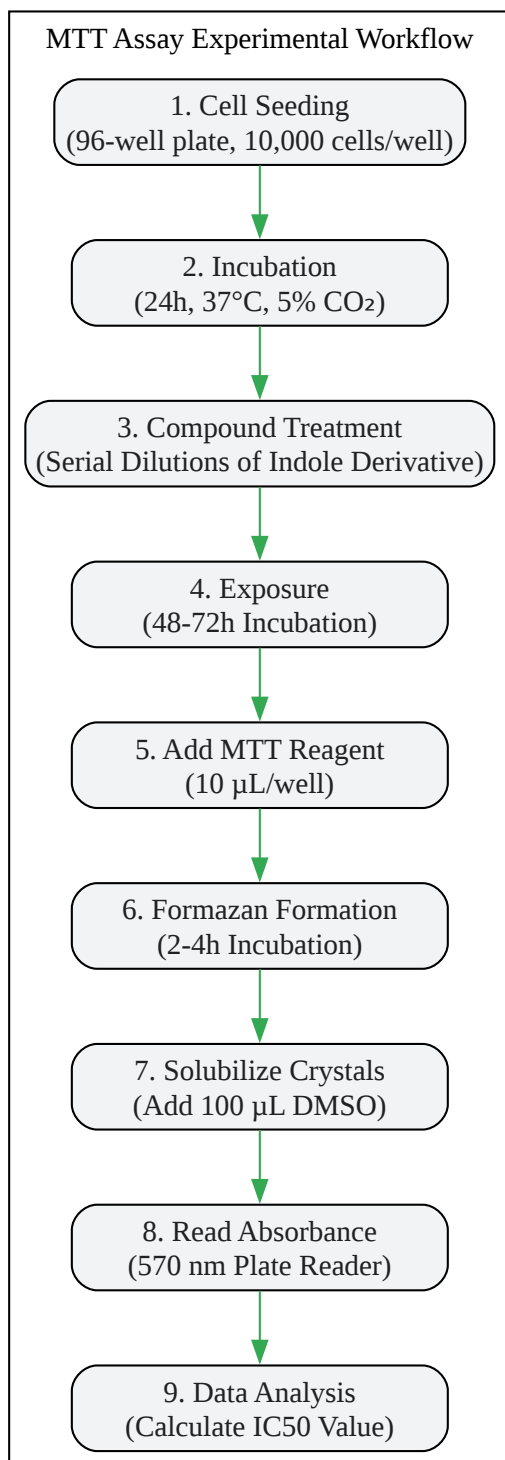 MTT Assay Experimental Workflow
1. Cell Seeding
(96-well plate, 10,000 cells/well)
2. Incubation
(24h, 37°C, 5% CO₂)
3. Compound Treatment
(Serial Dilutions of Indole Derivative)
4. Exposure
(48-72h Incubation)
5. Add MTT Reagent
(10 µL/well)
6. Formazan Formation
(2-4h Incubation)
7. Solubilize Crystals
(Add 100 µL DMSO)
8. Read Absorbance
(570 nm Plate Reader)
9. Data Analysis
(Calculate IC50 Value)